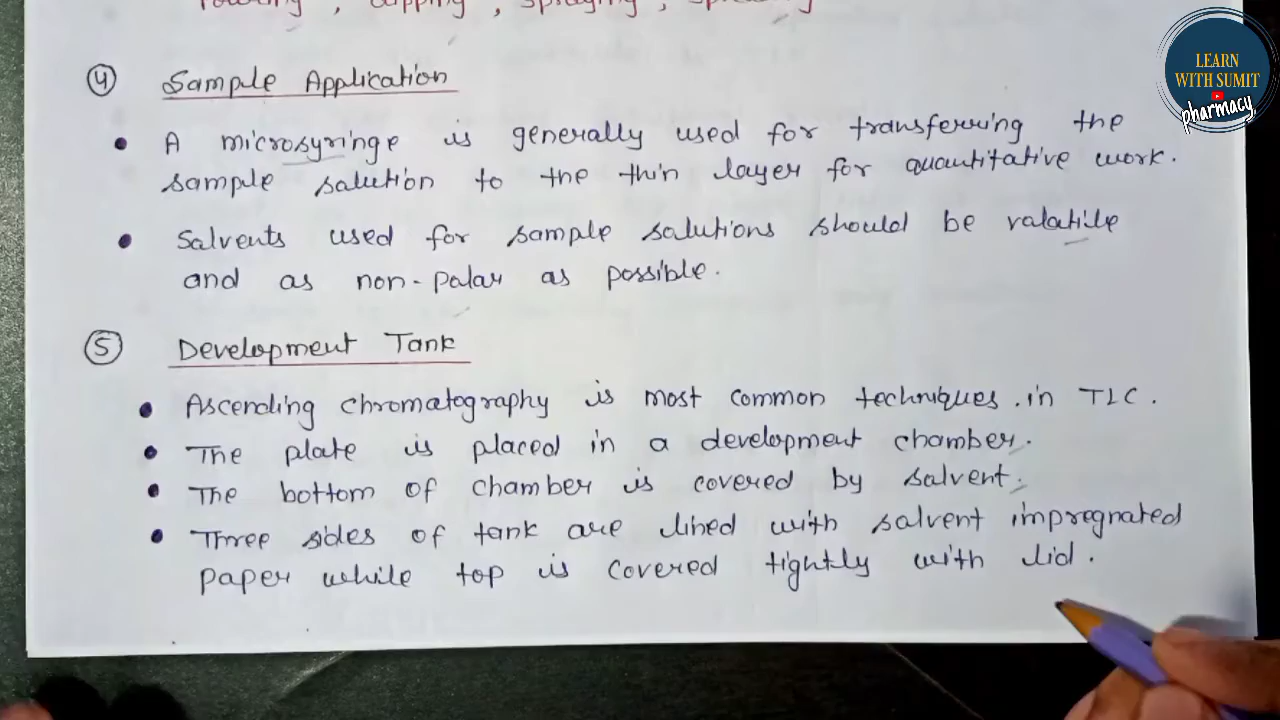 , dipping , spraying ,
④ Sample Application
• A microsyringe is generally used for transferring the
sample solution to the thin layer for quantitative work.
• Solvents used for sample solutions should be volatile
and as non-polar as possible.
⑤ Development Tank
• Ascending chromatography is most common techniques . in TLC .
• The plate is placed in a development chamber.
• The bottom of chamber is covered by solvent.
• Three sides of tank are lined with solvent impregnated
paper while top is covered tightly with lid .
LEARN
WITH SUMIT
pharmacy